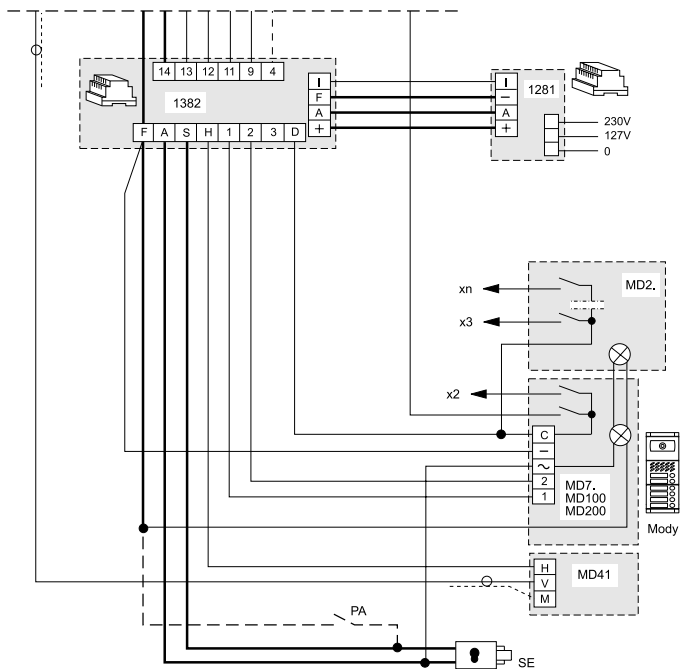 14 13 12 11 9 4
1382
I
F
A
+
F A S H 1 2 3 D
I
−
A
+
1281
230V
127V
0
xn
MD2.
x3
x2
C
−
~
2
1
MD7.
MD100
MD200
Mody
H
V
M
MD41
PA
SE